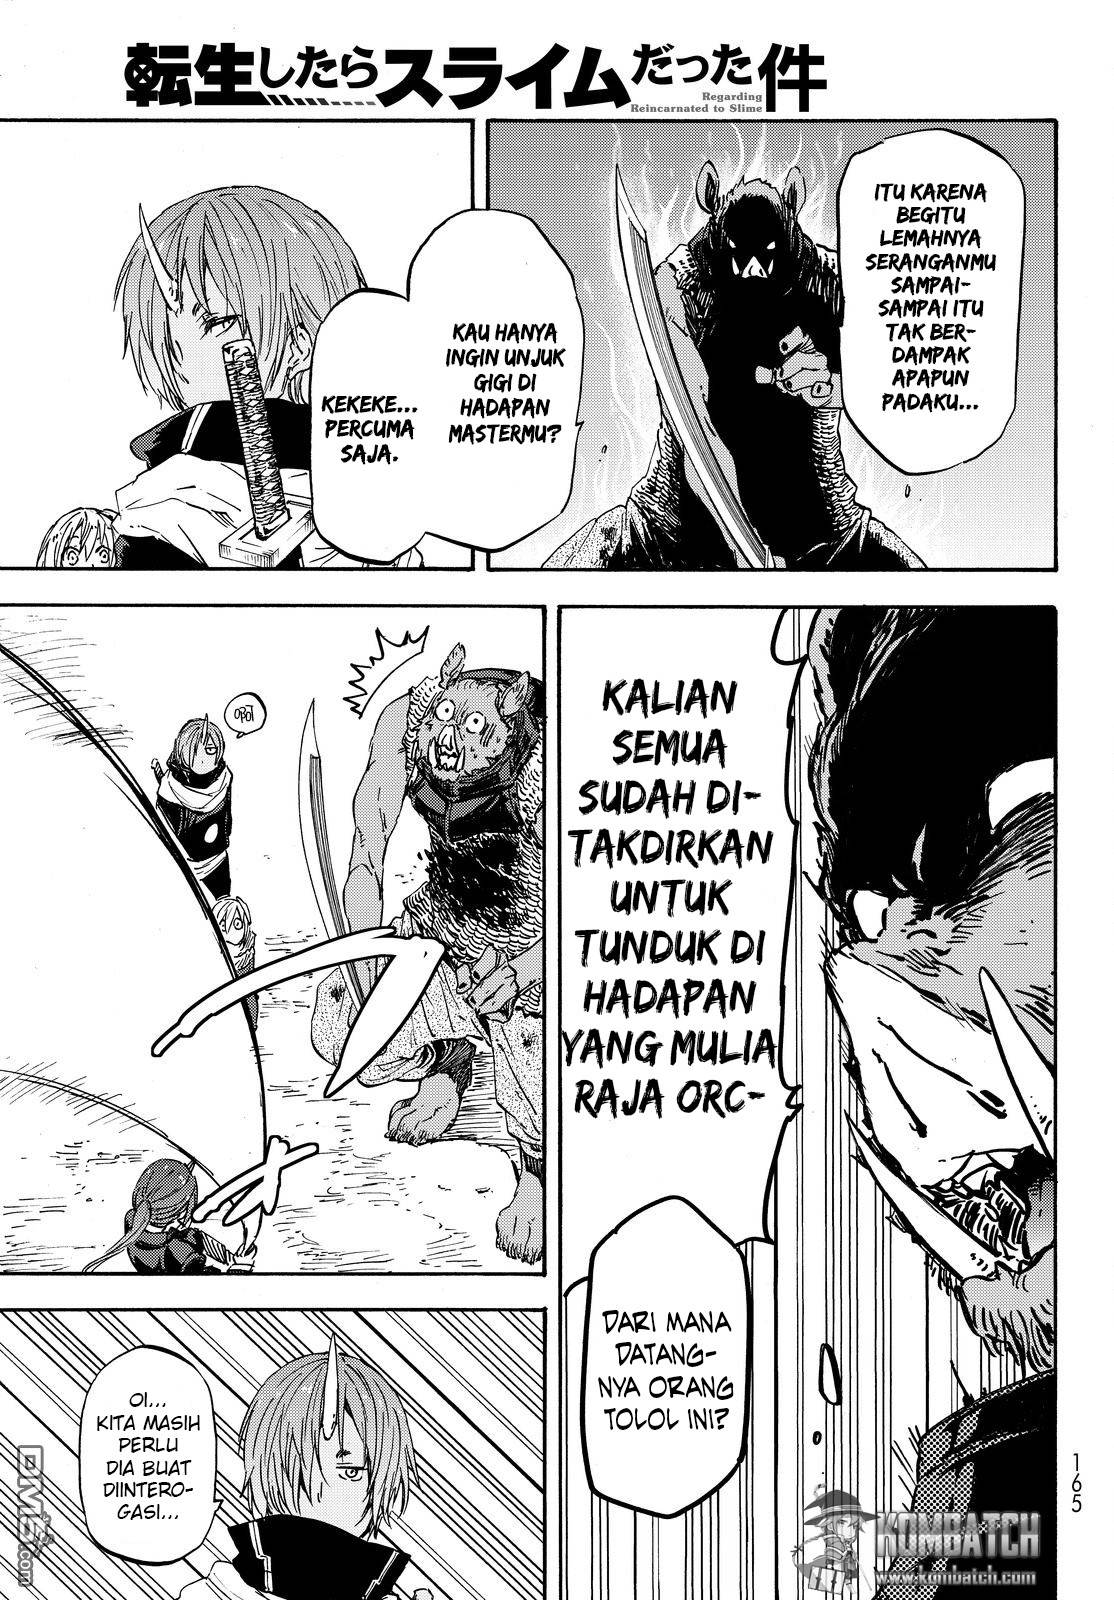 転生したらスライムだった件
Regarding
Reincarnated to Slime
ITU KARENA
BEGITU
LEMAHNYA
SERANGANMU
SAMPAI-
SAMPAI ITU
TAK BER-
DAMPAK
APAPUN
PADAKU...
KAU HANYA
INGIN UNJUK
GIGI DI
HADAPAN
MASTERMU?
KEKEKE...
PERCUMA
SAJA.
KALIAN
SEMUA
SUDAH DI-
TAKDIRKAN
UNTUK
TUNDUK DI
HADAPAN
YANG MULIA
RAJA ORC-
DARI MANA
DATANG-
NYA ORANG
TOLOL INI?
OI...
KITA MASIH
PERLU
DIA BUAT
DIINTERO-
GASI...
165
KOMBATCH
www.kombatch.com